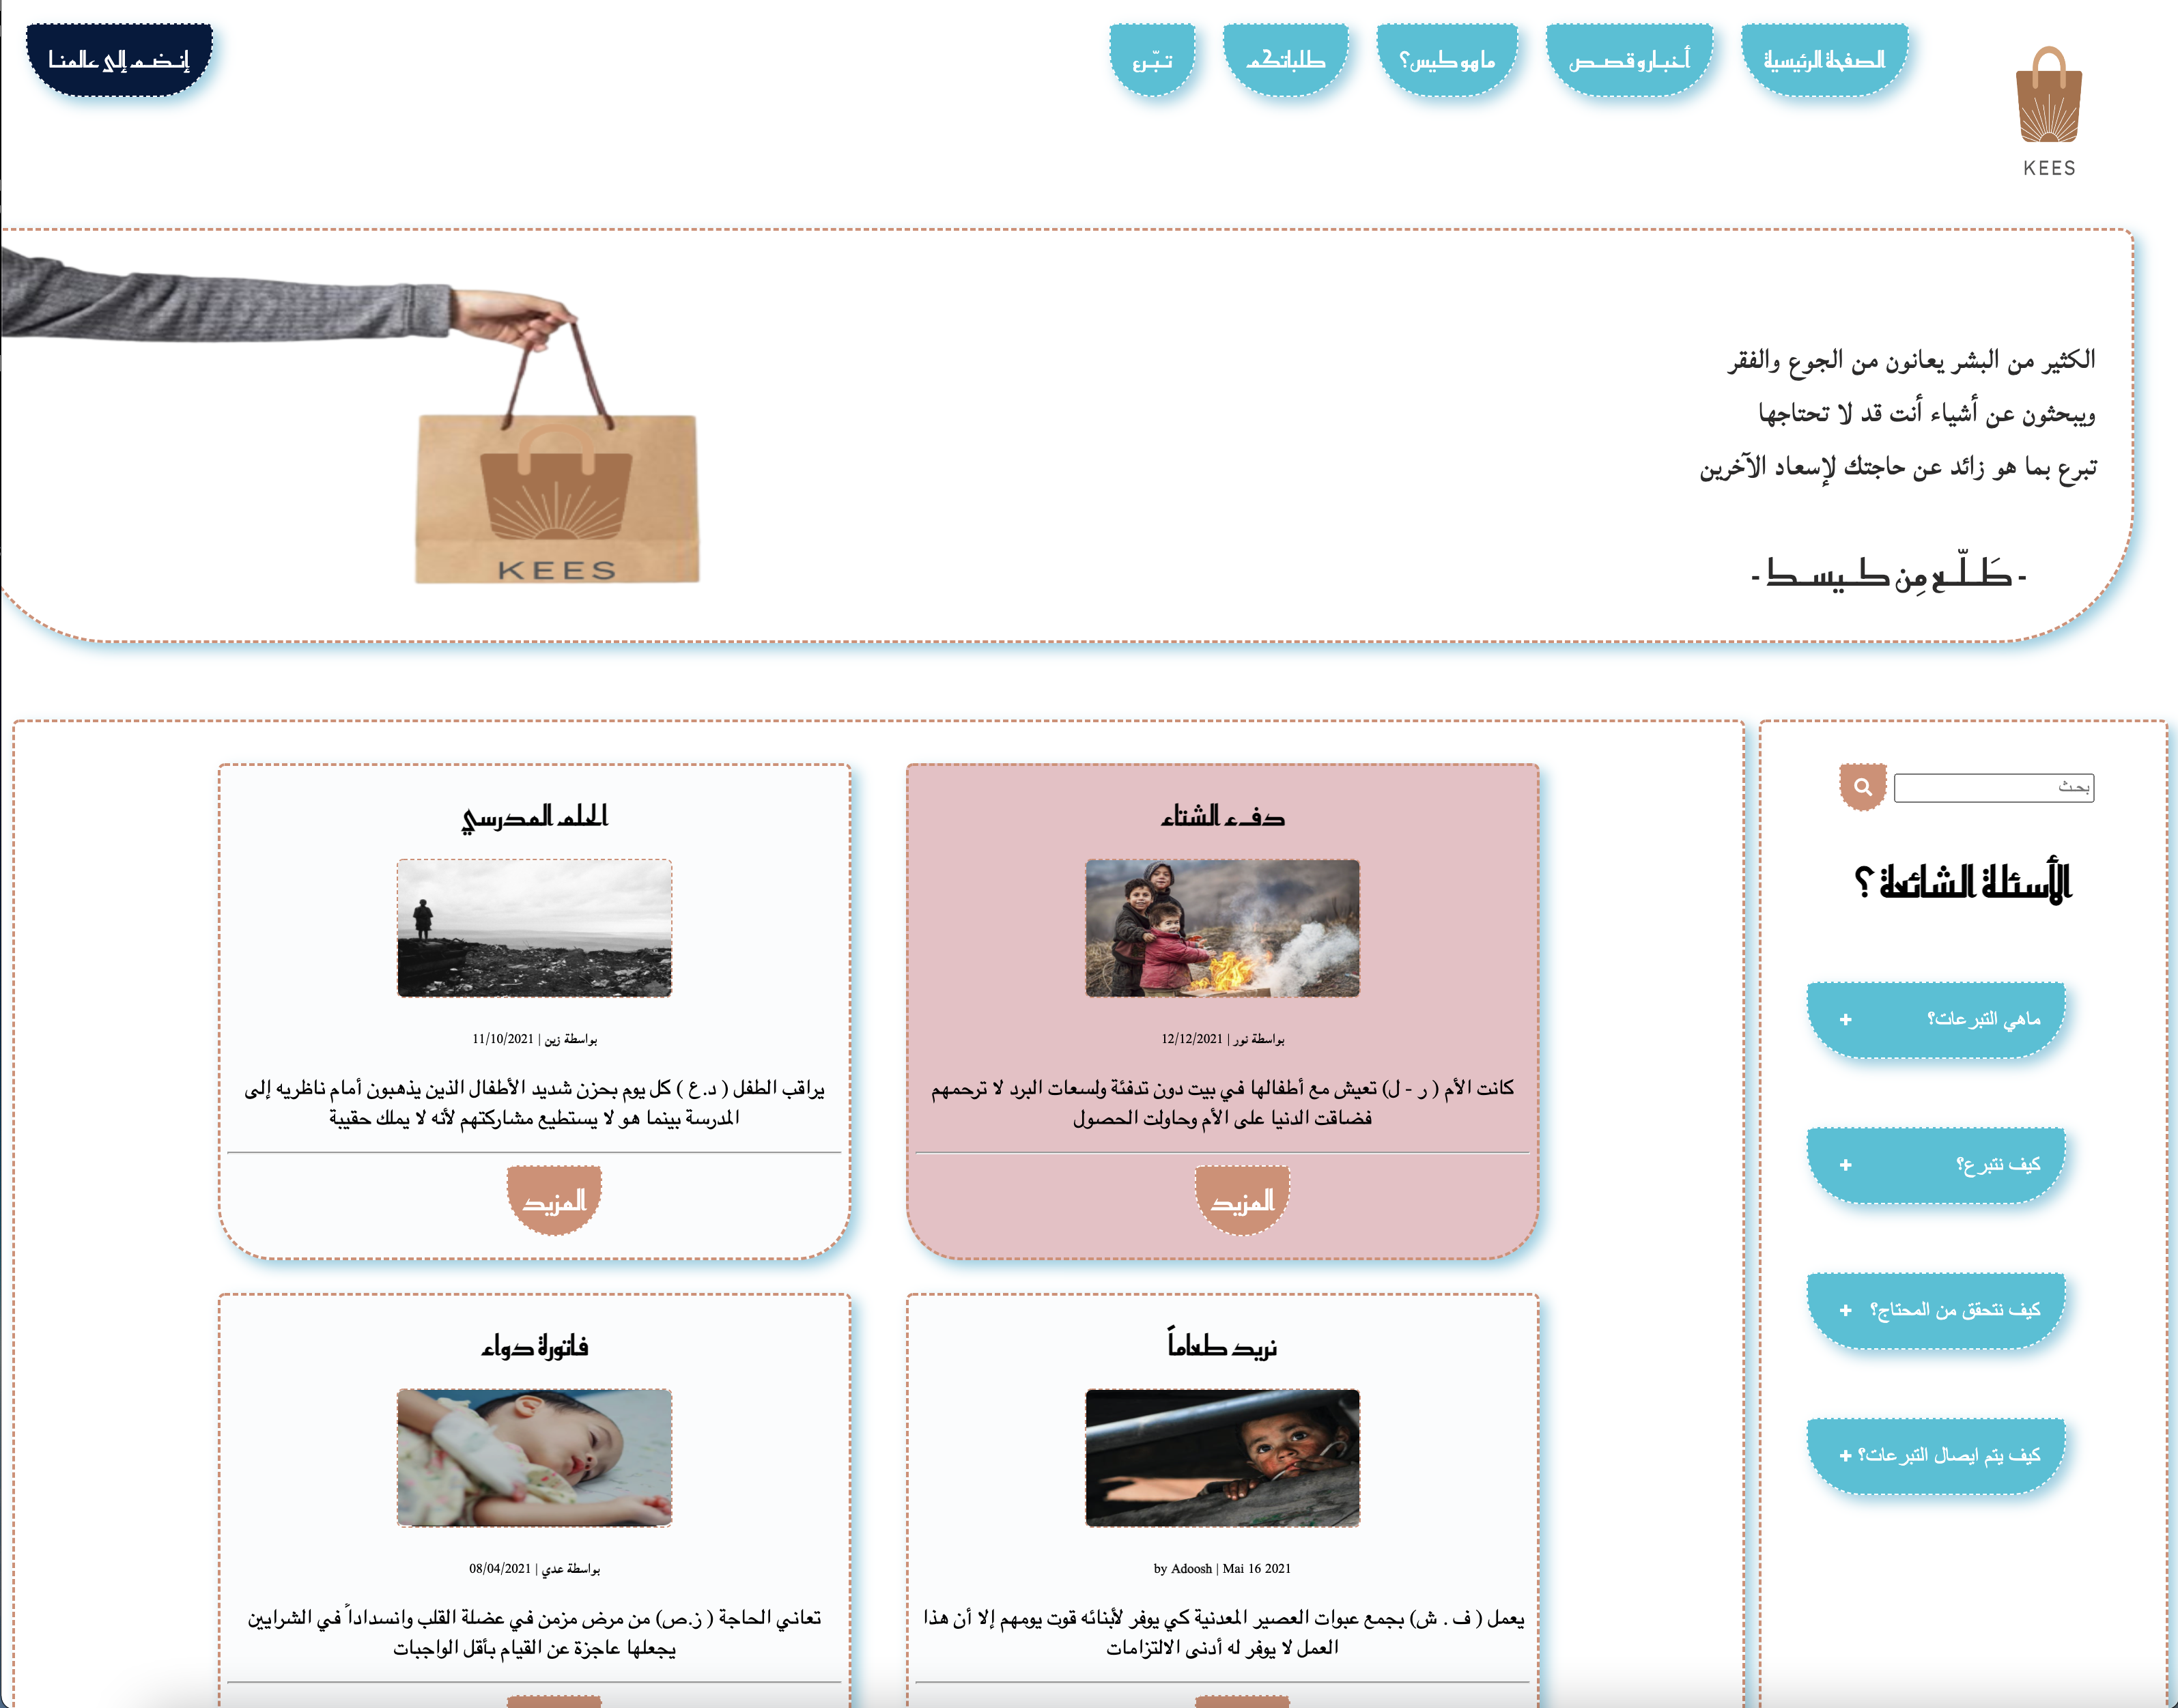 KEES
الصفحة الرئيسية
أخبار و قصص
ما هو كيس؟
طلباتكم
تبّرع
إنضم إلى عالمنا
الكثير من البشر يعانون من الجوع والفقر
ويبحثون عن أشياء أنت قد لا تحتاجها
تبرع بما هو زائد عن حاجتك لإسعاد الآخرين
- طَلّع مِن كيسك -
KEES
بحث
الأسئلة الشائعة ؟
ماهي التبرعات؟ +
كيف نتبرع؟ +
كيف نتحقق من المحتاج؟ +
كيف يتم ايصال التبرعات؟ +
دفء الشتاء
بواسطة نور | 12/12/2021
كانت الأم ( ر - ل) تعيش مع أطفالها في بيت دون تدفئة ولسعات البرد لا ترحمهم
فضاقت الدنيا على الأم وحاولت الحصول
المزيد
الحلم المدرسي
بواسطة زين | 11/10/2021
يراقب الطفل ( د.ع ) كل يوم بحزن شديد الأطفال الذين يذهبون أمام ناظريه إلى
المدرسة بينما هو لا يستطيع مشاركتهم لأنه لا يملك حقيبة
المزيد
نريد طعاماً
by Adoosh | Mai 16 2021
يعمل ( ف . ش) بجمع عبوات العصير المعدنية كي يوفر لأبنائه قوت يومهم إلا أن هذا
العمل لا يوفر له أدنى الالتزامات
فاتورة دواء
بواسطة عدي | 08/04/2021
تعاني الحاجة ( ز.ص) من مرض مزمن في عضلة القلب وانسداداً في الشرايين
يجعلها عاجزة عن القيام بأقل الواجبات